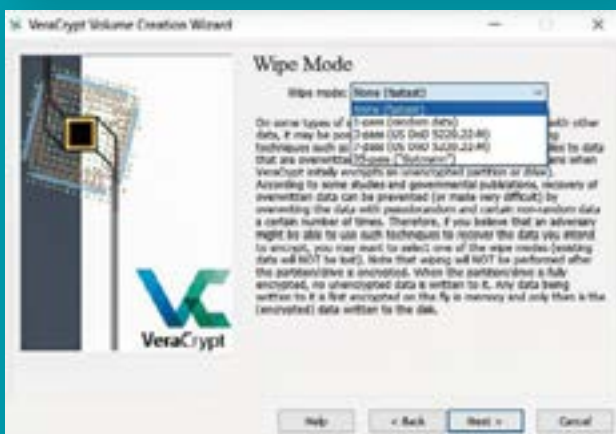 VeraCrypt Volume Creation Wizard
Wipe Mode
Wipe mode: None (fastest)
None (fastest)
1-pass (random data)
3-pass (US DoD 5220.22-M)
7-pass (US DoD 5220.22-M)
35-pass ("Gutmann")
On some types of with other
data, it may be
techniques such as to data
that are overwritten when
VeraCrypt initially encrypts an unencrypted partition or drive).
According to some studies and governmental publications, recovery of
overwritten data can be prevented (or made very difficult) by
overwriting the data with pseudorandom and certain non-random data
a certain number of times. Therefore, if you believe that an adversary
might be able to use such techniques to recover the data you intend
to encrypt, you may want to select one of the wipe modes (existing
data will NOT be lost). Note that wiping will NOT be performed after
the partition/drive is encrypted. When the partition/drive is fully
encrypted, no unencrypted data is written to it. Any data being
written to it is first encrypted on the fly in memory and only then is the
(encrypted) data written to the disk.
VeraCrypt
Help
< Back
Next >
Cancel